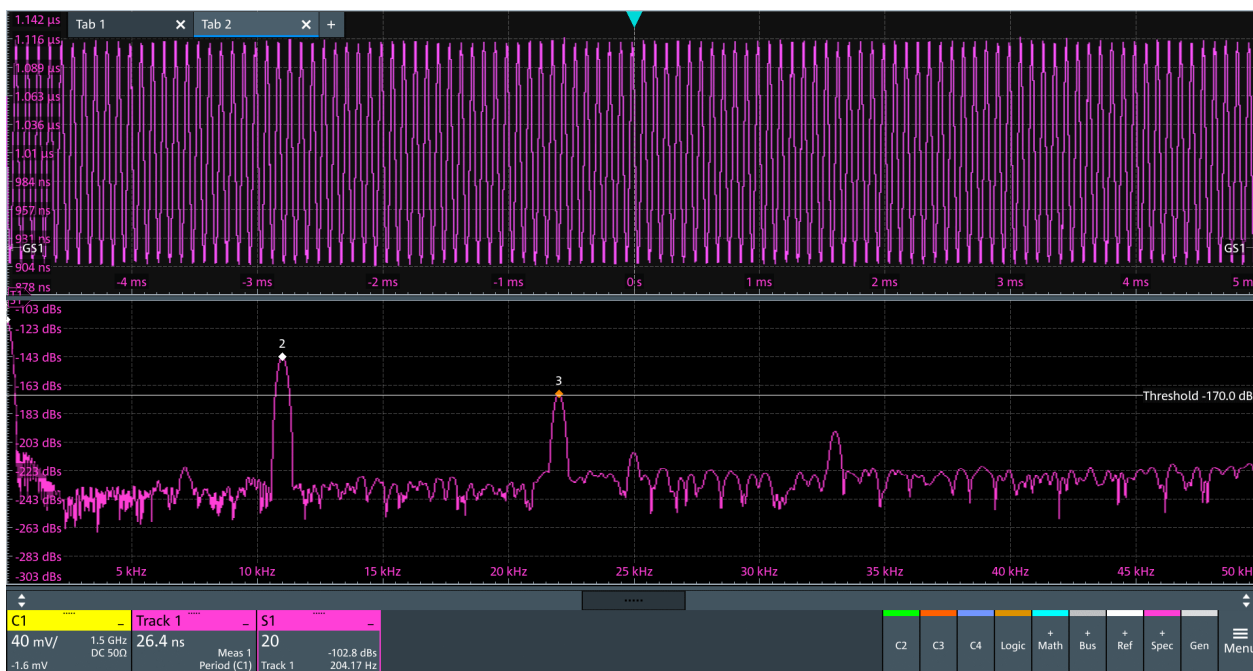 1.142 µs
Tab 1 × Tab 2 × +
1.116 µs
1.089 µs
1.063 µs
1.036 µs
1.01 µs
984 ns
957 ns
931 ns
GS1 GS1
904 ns
-4 ms -3 ms -2 ms -1 ms 0s 1 ms 2 ms 3 ms 4 ms 5 m
878 ns
-103 dBs
-123 dBs
2
-143 dBs
3
-163 dBs
Threshold -170.0 dB
-183 dBs
-203 dBs
-223 dBs
-243 dBs
-263 dBs
-283 dBs
5 kHz 10 kHz 15 kHz 20 kHz 25 kHz 30 kHz 35 kHz 40 kHz 45 kHz 50 kH
-303 dBs
C1 Track 1 S1
40 mV/ 1.5 GHz 26.4 ns 20
DC 50Ω Meas 1 -102.8 dBs
-1.6 mV Period (C1) Track 1 204.17 Hz
C2 C3 C4 Logic + Math + Bus + Ref + Spec Gen Menu